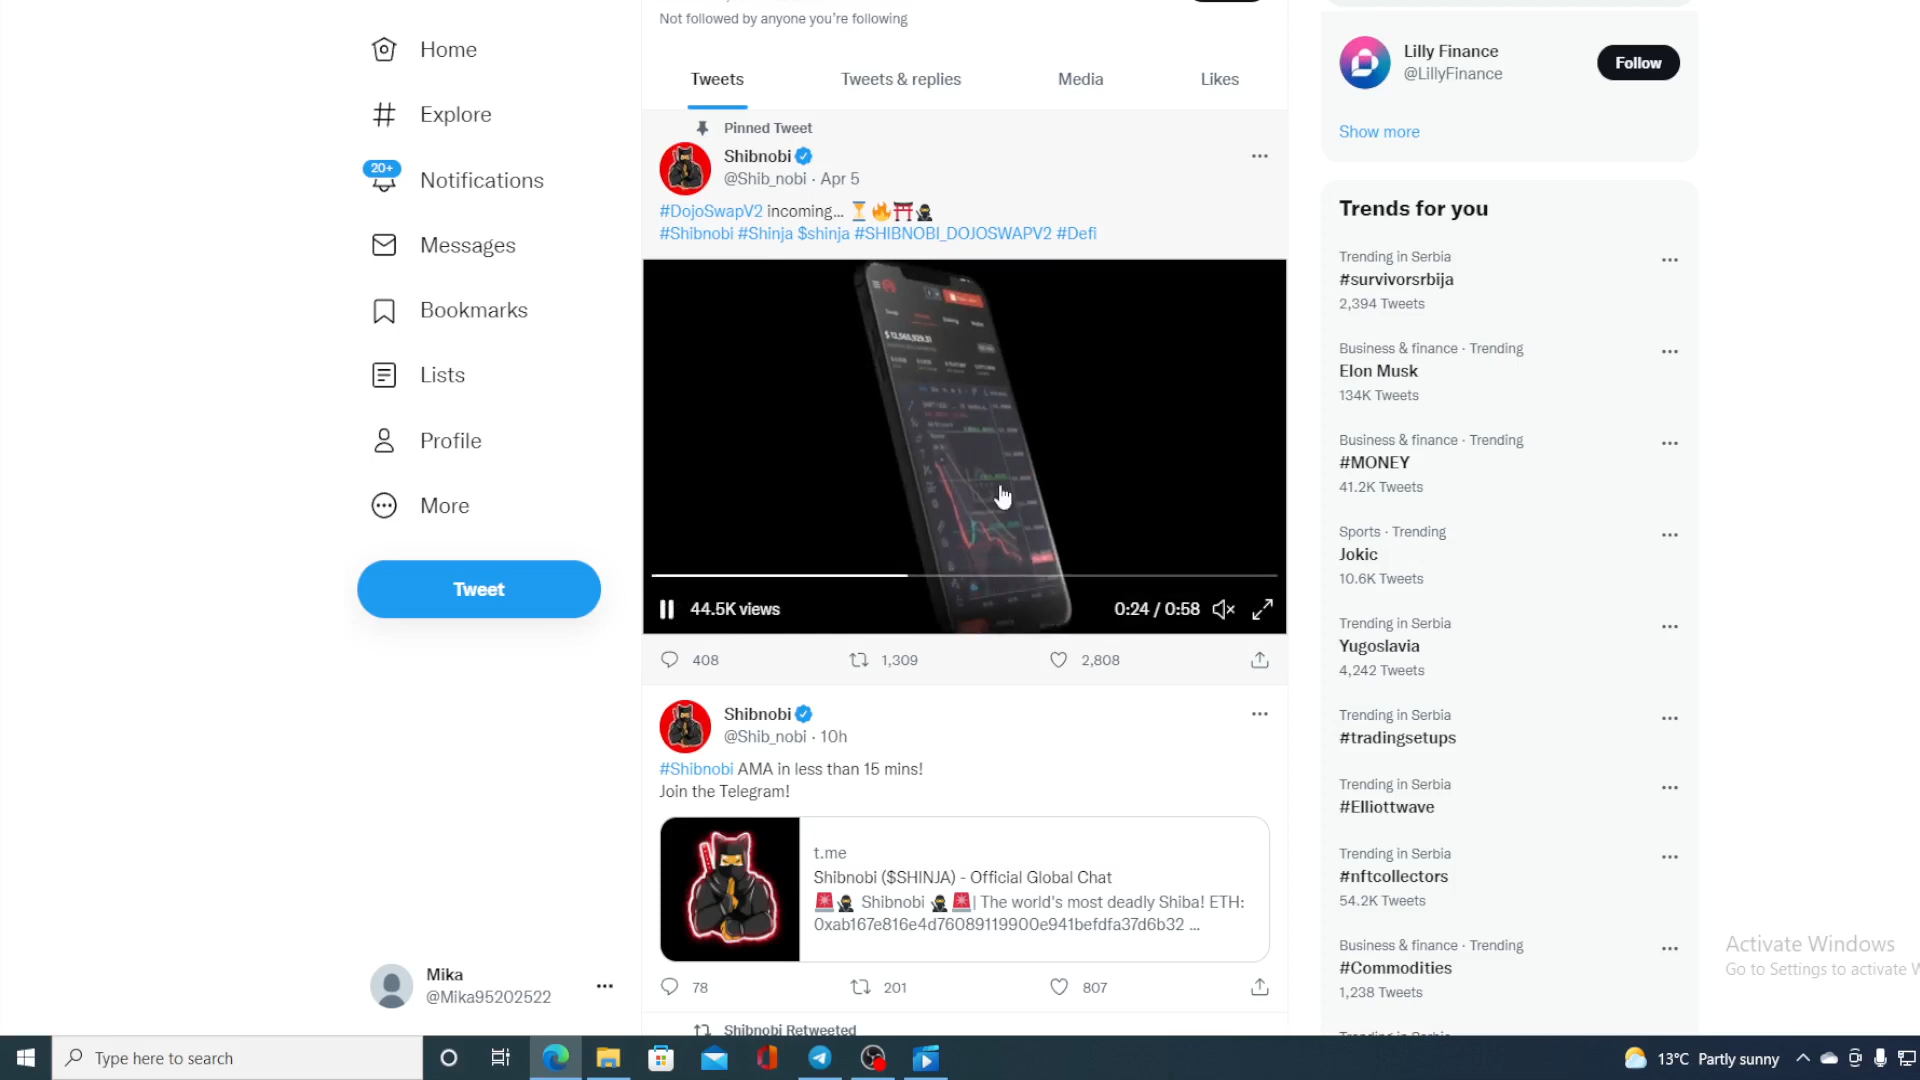 Home
Explore
20+
Notifications
Messages
Bookmarks
Lists
Profile
More
Tweet
Mika
@Mika95202522
Not followed by anyone you're following
Tweets
Tweets & replies
Media
Likes
Pinned Tweet
Shibnobi
@Shib_nobi · Apr 5
#DojoSwapV2 incoming... ⏳🔥⛩🥷
#Shibnobi #Shinja $shinja #SHIBNOBI_DOJOSWAPV2 #Defi
44.5K views
0:24 / 0:58
408
1,309
2,808
Shibnobi
@Shib_nobi · 10h
#Shibnobi AMA in less than 15 mins!
Join the Telegram!
t.me
Shibnobi ($SHINJA) - Official Global Chat
🚨🥷 Shibnobi 🥷🚨| The world's most deadly Shiba! ETH:
0xab167e816e4d76089119900e941befdfa37d6b32 ...
78
201
807
Shibnobi Retweeted
Lilly Finance
@LillyFinance
Follow
Show more
Trends for you
Trending in Serbia
#survivorsrbija
2,394 Tweets
Business & finance · Trending
Elon Musk
134K Tweets
Business & finance · Trending
#MONEY
41.2K Tweets
Sports · Trending
Jokic
10.6K Tweets
Trending in Serbia
Yugoslavia
4,242 Tweets
Trending in Serbia
#tradingsetups
Trending in Serbia
#Elliottwave
Trending in Serbia
#nftcollectors
54.2K Tweets
Business & finance · Trending
#Commodities
1,238 Tweets
Activate Windows
Go to Settings to activate
Type here to search
13°C Partly sunny